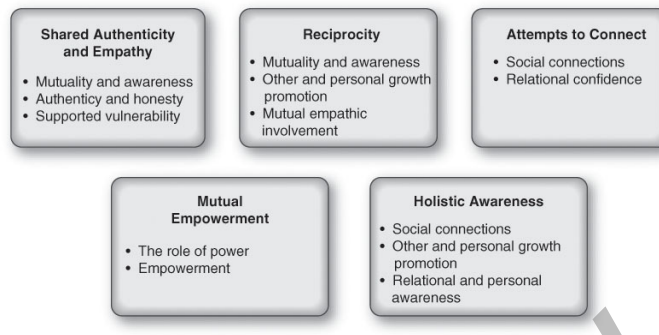 Shared Authenticity
and Empathy
• Mutuality and awareness
• Authenticy and honesty
• Supported vulnerability
Reciprocity
• Mutuality and awareness
• Other and personal growth
promotion
• Mutual empathic
involvement
Attempts to Connect
• Social connections
• Relational confidence
Mutual
Empowerment
• The role of power
• Empowerment
Holistic Awareness
• Social connections
• Other and personal growth
promotion
• Relational and personal
awareness